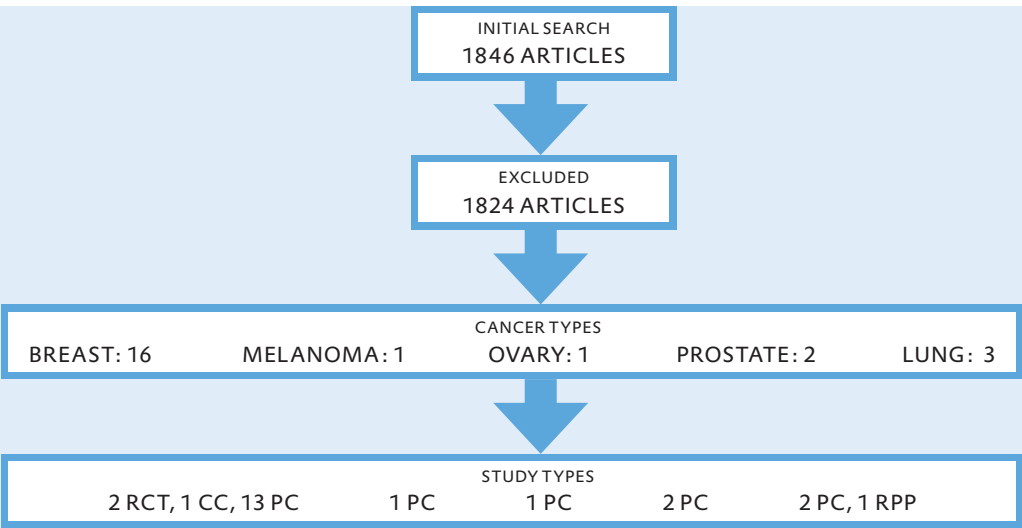 INITIAL SEARCH
1846 ARTICLES
EXCLUDED
1824 ARTICLES
CANCER TYPES
BREAST: 16 MELANOMA: 1 OVARY: 1 PROSTATE: 2 LUNG: 3
STUDY TYPES
2 RCT, 1 CC, 13 PC 1 PC 1 PC 2 PC 2 PC, 1 RPP